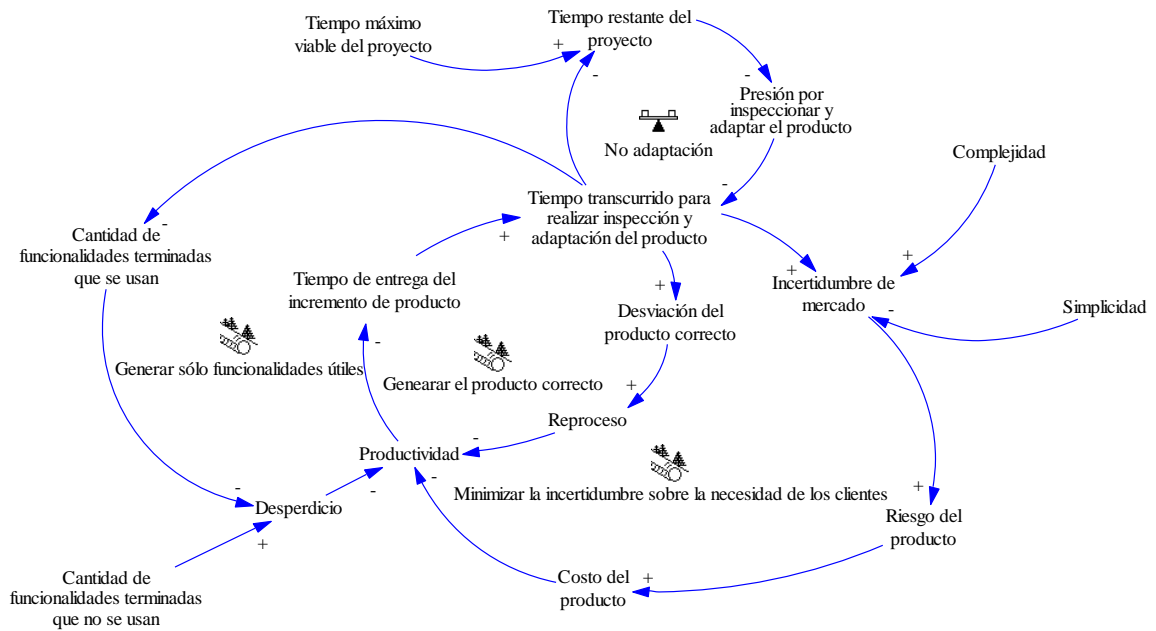 Tiempo máximo
viable del proyecto
+
Tiempo restante del
proyecto
-
-
Presión por
inspeccionar y
adaptar el producto
No adaptación
Complejidad
-
Tiempo transcurrido para
realizar inspección y
adaptación del producto
-
Cantidad de
funcionalidades terminadas
que se usan
+
+
+
Incertidumbre de
mercado
-
Simplicidad
Tiempo de entrega del
incremento de producto
+
Desviación del
producto correcto
-
Generar sólo funcionalidades útiles
Genearar el producto correcto
+
Reproceso
-
Productividad
-
-
-
Minimizar la incertidumbre sobre la necesidad de los clientes
+
Desperdicio
+
Riesgo del
producto
Cantidad de
funcionalidades terminadas
que no se usan
Costo del
producto
+